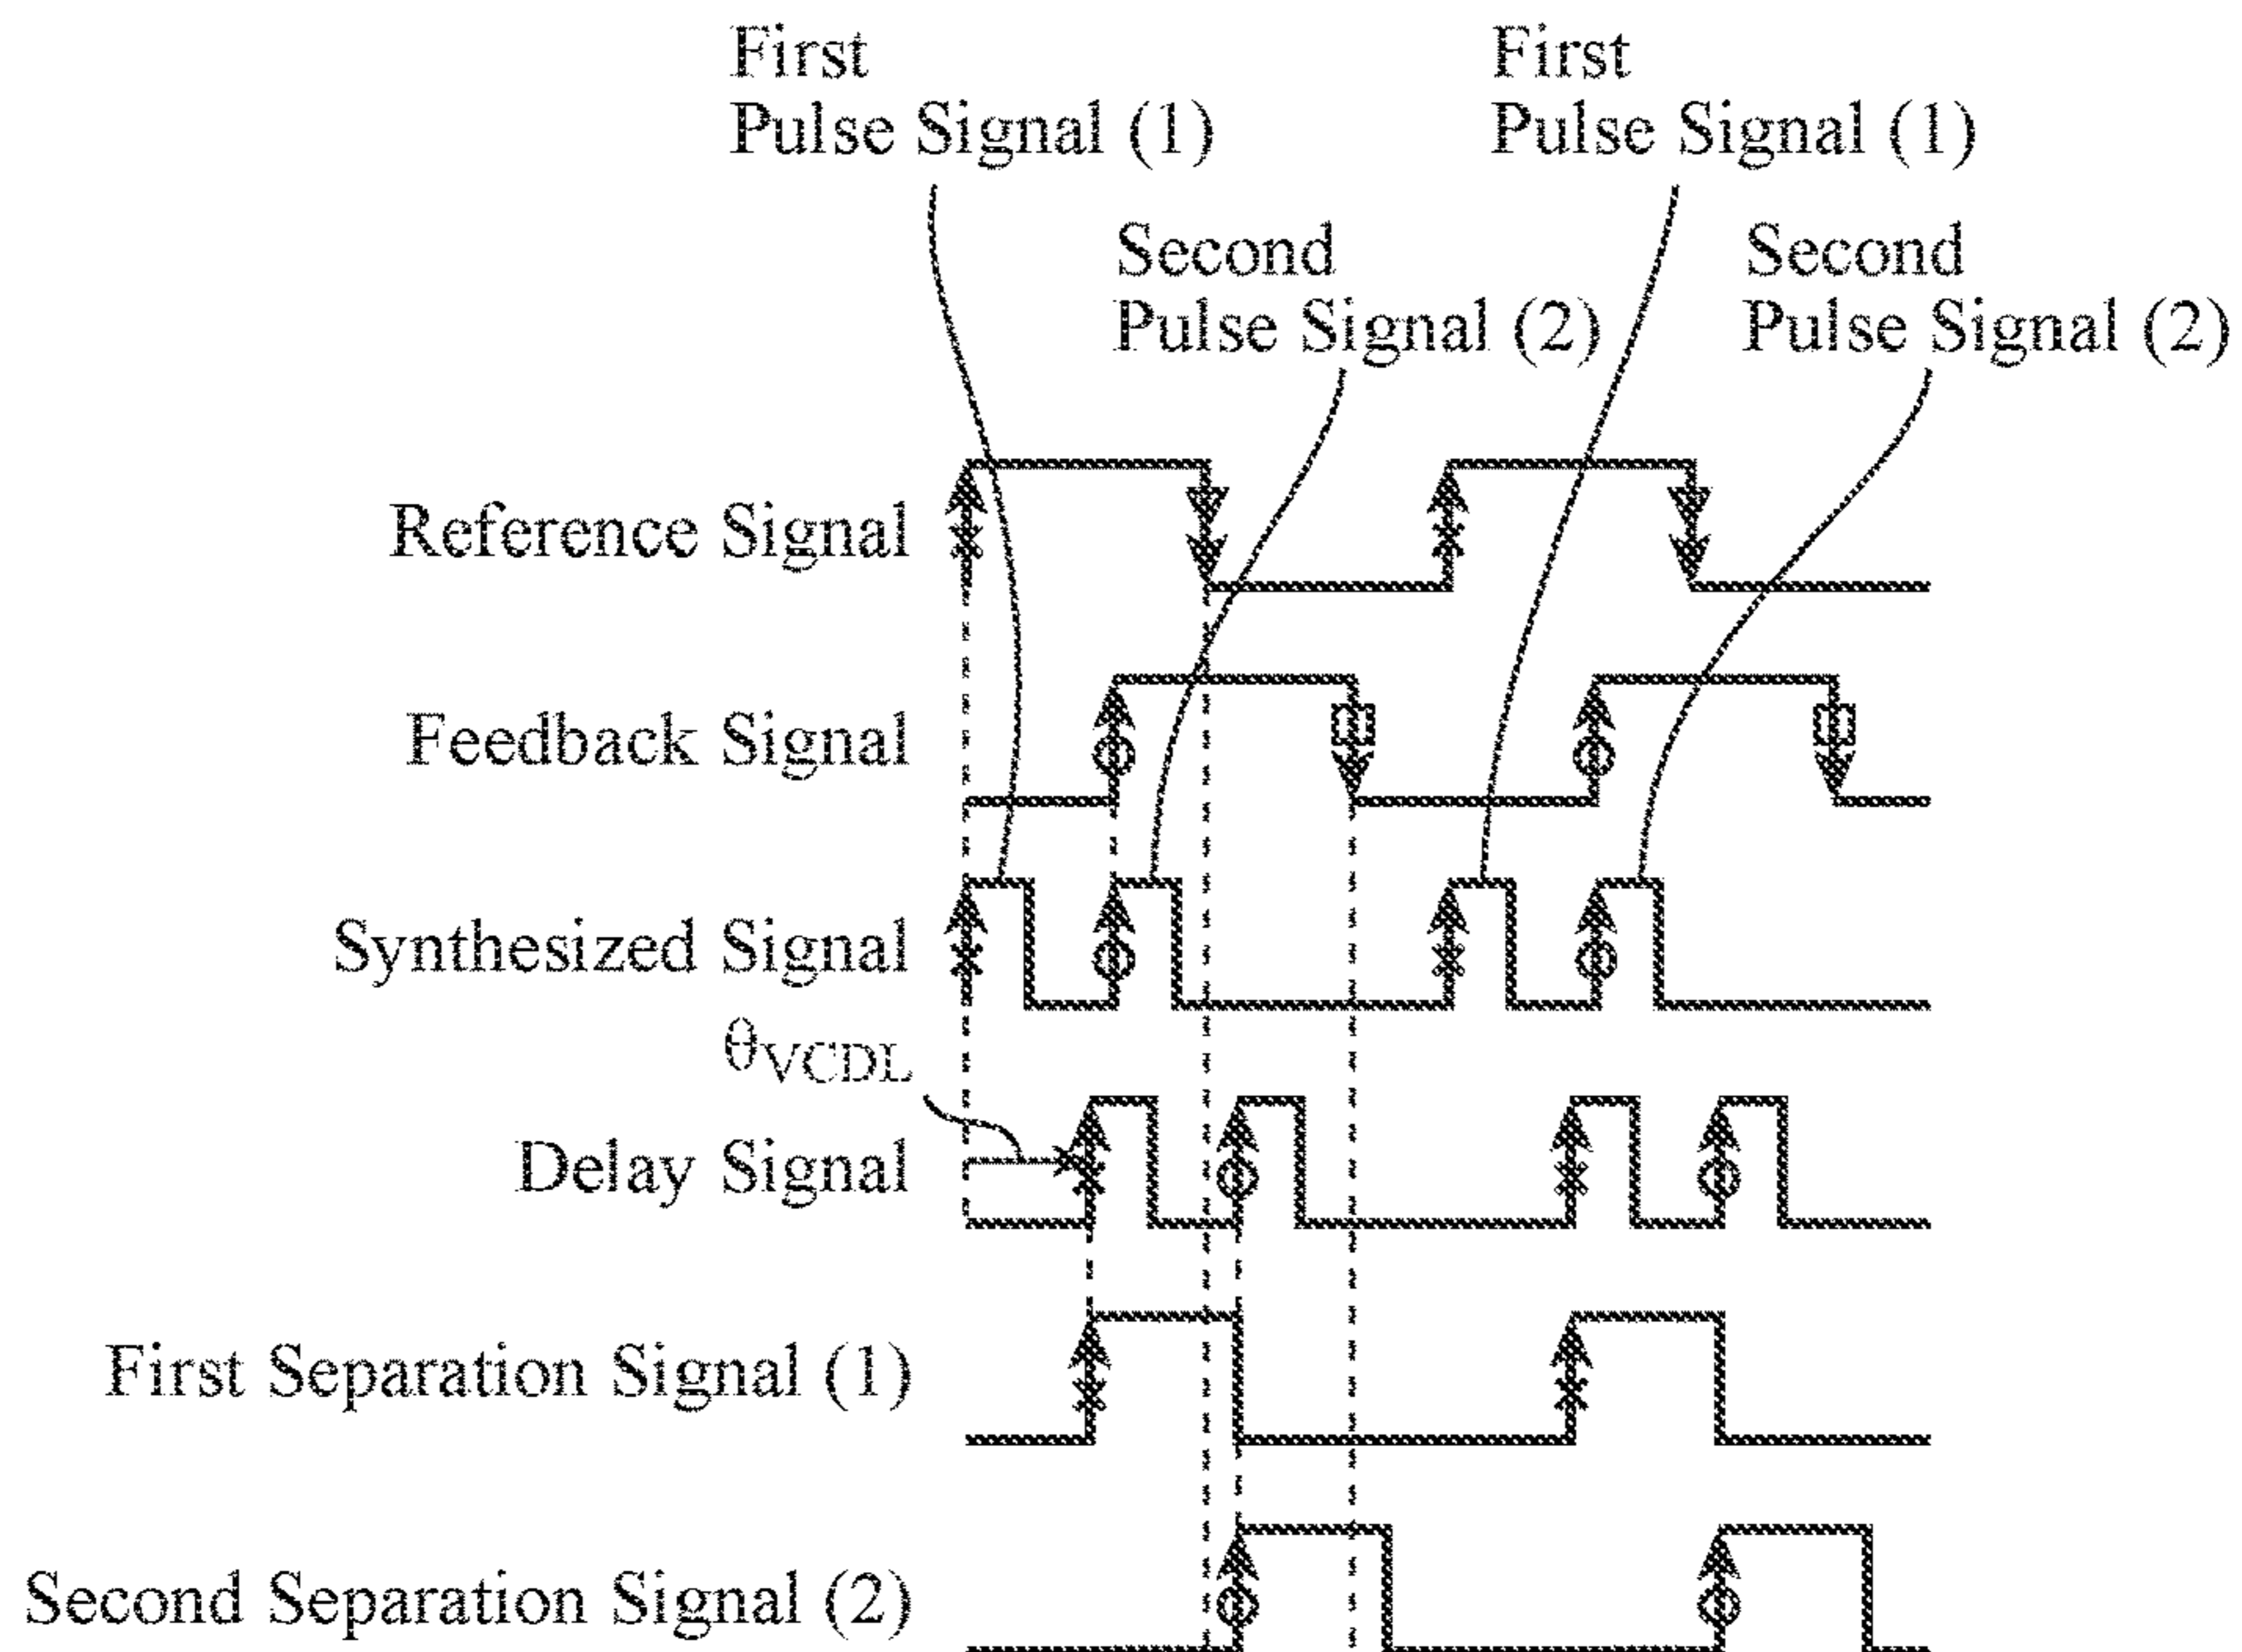 First
Pulse Signal (1)
First
Pulse Signal (1)
Second
Pulse Signal (2)
Second
Pulse Signal (2)
Reference Signal
Feedback Signal
Synthesized Signal
θVCDL
Delay Signal
First Separation Signal (1)
Second Separation Signal (2)